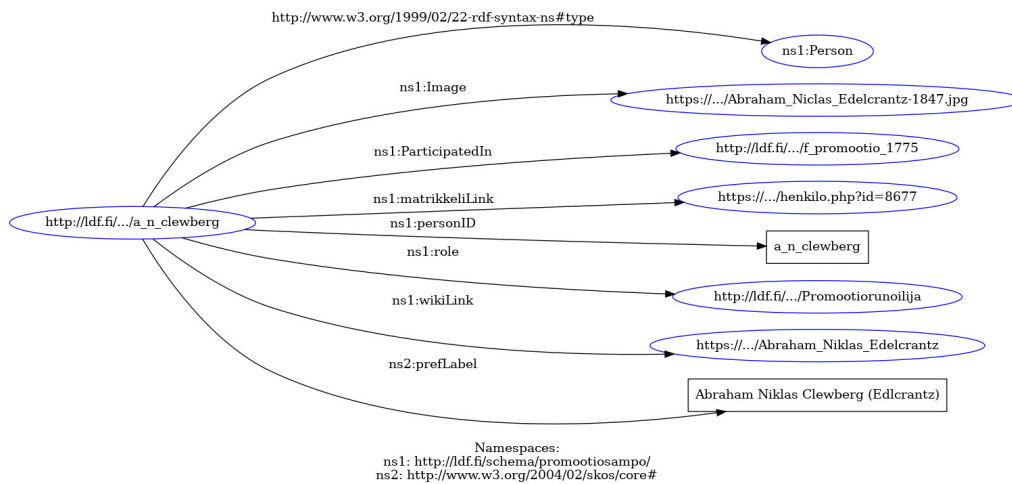 http://www.w3.org/1999/02/22-rdf-syntax-ns#type
ns1:Person
ns1:Image
https://.../Abraham_Niclas_Edelcrantz-1847.jpg
ns1:ParticipatedIn
http://ldf.fi/.../f_promootio_1775
ns1:matrikkeliLink
https://.../henkilo.php?id=8677
http://ldf.fi/.../a_n_clewberg
ns1:personID
a_n_clewberg
ns1:role
http://ldf.fi/.../Promootiorunoilija
ns1:wikiLink
https://.../Abraham_Niklas_Edelcrantz
ns2:prefLabel
Abraham Niklas Clewberg (Edlcrantz)
Namespaces:
ns1: http://ldf.fi/schema/promootiosampo/
ns2: http://www.w3.org/2004/02/skos/core#